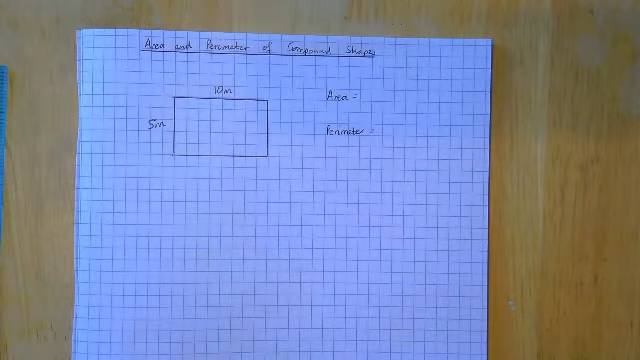 Area and Perimeter of Compound Shapes
10m
Area =
5m
Perimeter =